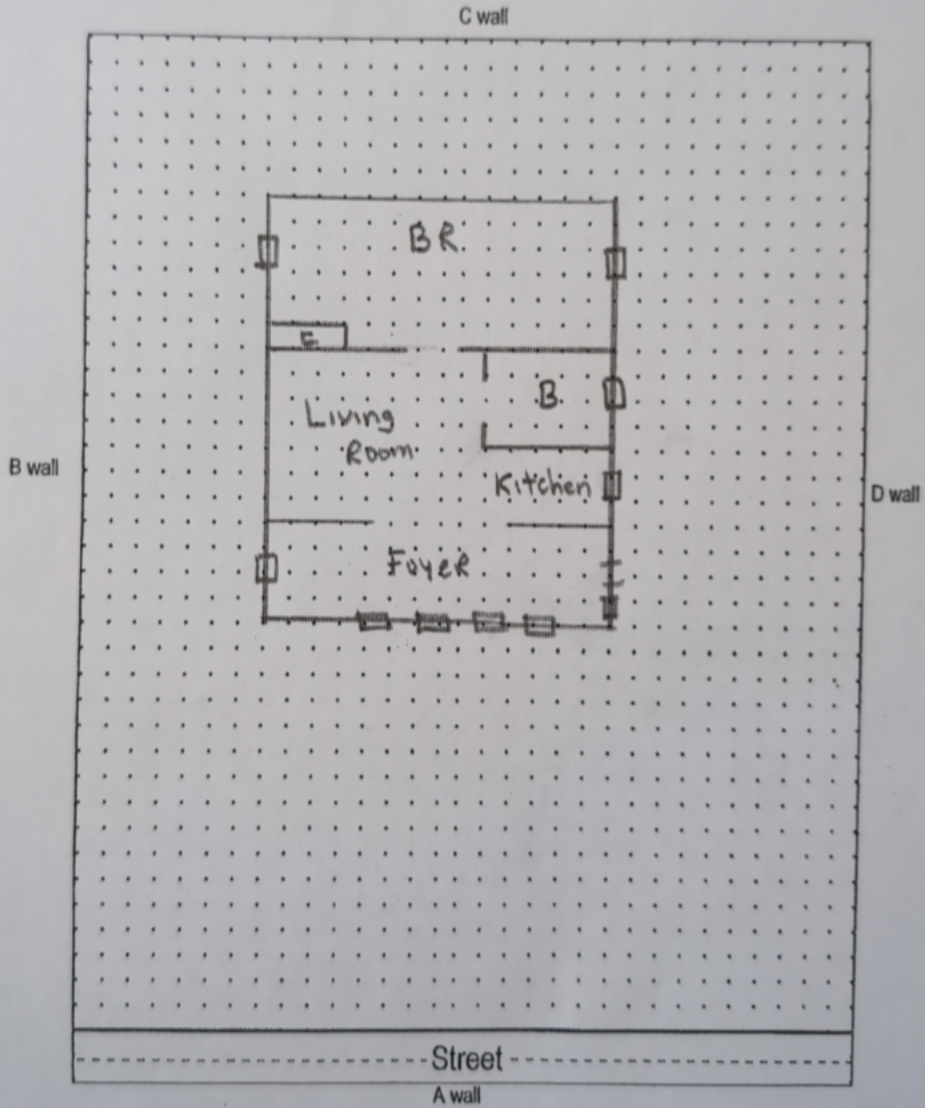 C wall
BR
B
Living
Room
B wall
Kitchen
D wall
Foyer
Street
A wall